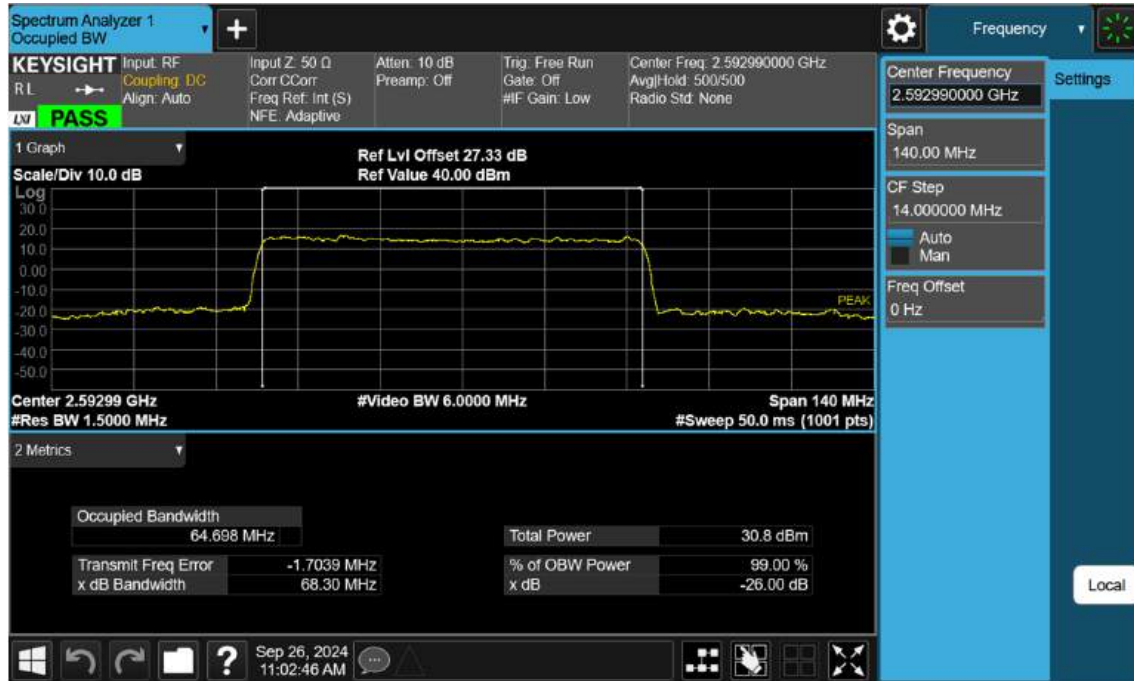 Spectrum Analyzer 1
Occupied BW
+
Frequency
KEYSIGHT
R L
LXI PASS
Input: RF
Coupling: DC
Align: Auto
Input Z: 50 Ω
Corr CCorr
Freq Ref: Int (S)
NFE: Adaptive
Atten: 10 dB
Preamp: Off
Trig: Free Run
Gate: Off
#IF Gain: Low
Center Freq: 2.592990000 GHz
Avg|Hold: 500/500
Radio Std: None
1 Graph
Scale/Div 10.0 dB
Ref Lvl Offset 27.33 dB
Ref Value 40.00 dBm
Log
30.0
20.0
10.0
0.00
-10.0
-20.0
-30.0
-40.0
-50.0
PEAK
Center 2.59299 GHz
#Video BW 6.0000 MHz
Span 140 MHz
#Res BW 1.5000 MHz
#Sweep 50.0 ms (1001 pts)
2 Metrics
Occupied Bandwidth
64.698 MHz
Transmit Freq Error -1.7039 MHz
x dB Bandwidth 68.30 MHz
Total Power 30.8 dBm
% of OBW Power 99.00 %
x dB -26.00 dB
Center Frequency
2.592990000 GHz
Settings
Span
140.00 MHz
CF Step
14.000000 MHz
Auto
Man
Freq Offset
0 Hz
Local
?
Sep 26, 2024
11:02:46 AM